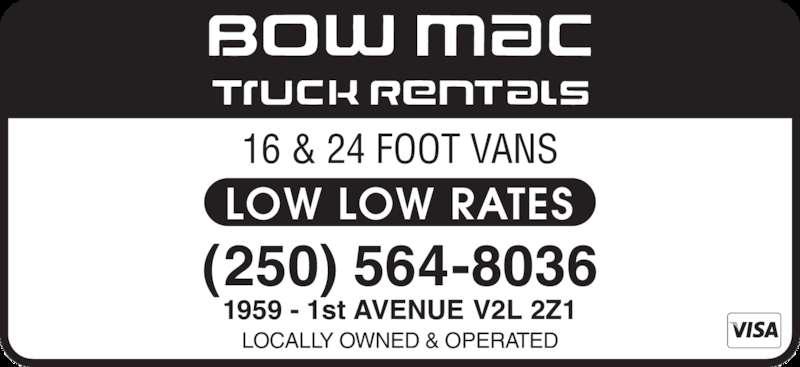 BOW mac
TRUCK RENTALS
16 & 24 FOOT VANS
LOW LOW RATES
(250) 564-8036
1959 - 1st AVENUE V2L 2Z1
LOCALLY OWNED & OPERATED
VISA